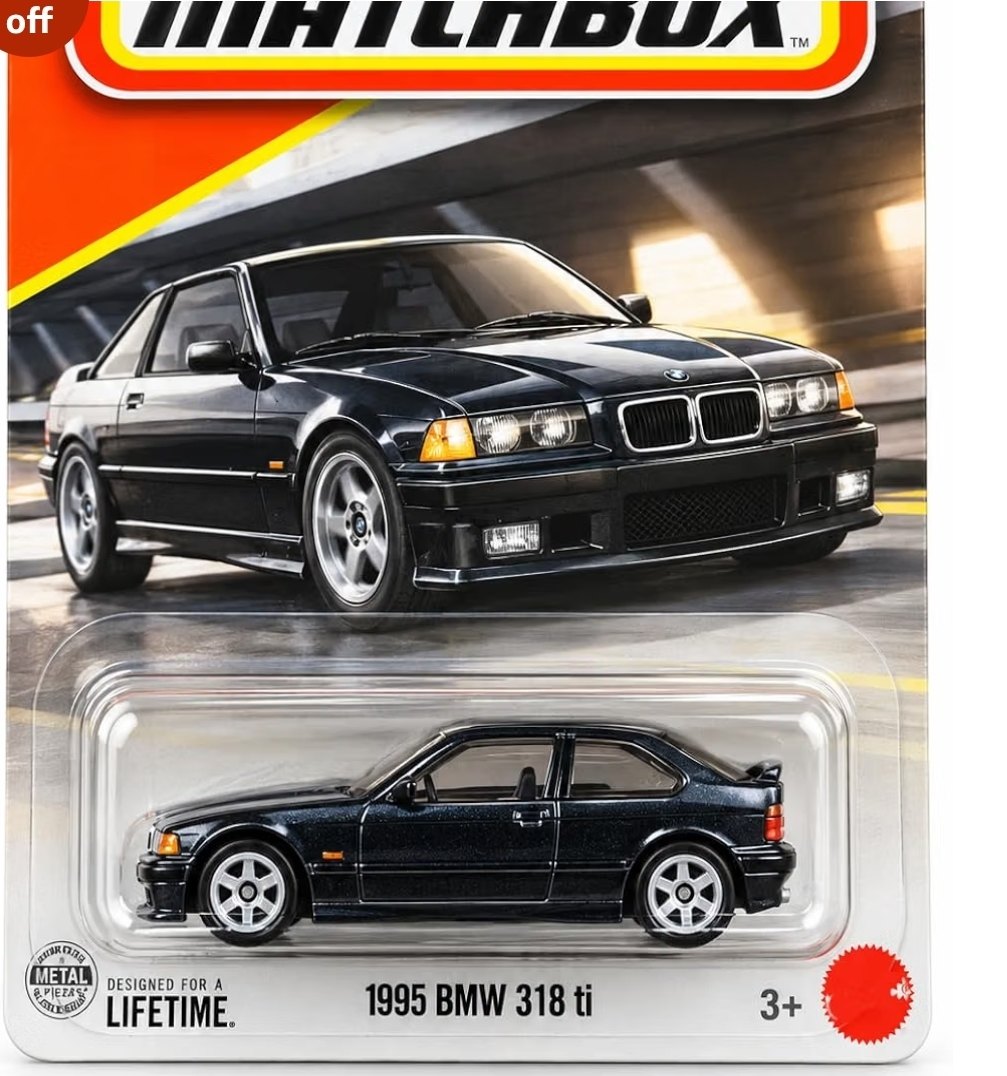 off
MATCHBOX
TM
METAL
DESIGNED FOR A
LIFETIME.
1995 BMW 318 ti
3+